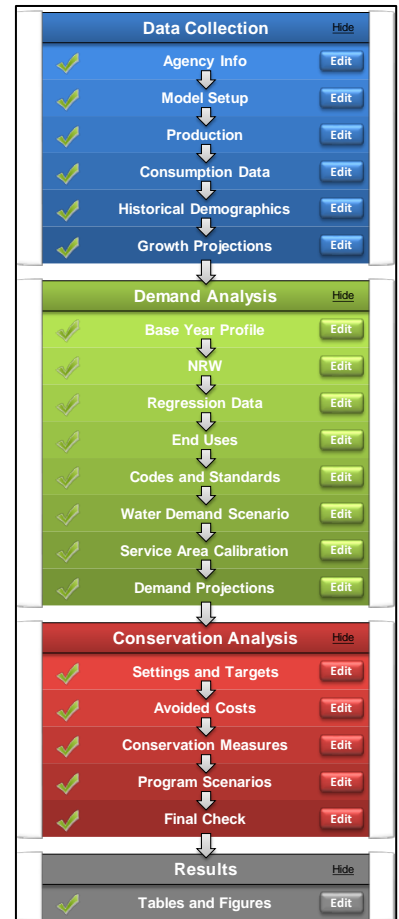 Data Collection Hide
Agency Info Edit
Model Setup Edit
Production Edit
Consumption Data Edit
Historical Demographics Edit
Growth Projections Edit
Demand Analysis Hide
Base Year Profile Edit
NRW Edit
Regression Data Edit
End Uses Edit
Codes and Standards Edit
Water Demand Scenario Edit
Service Area Calibration Edit
Demand Projections Edit
Conservation Analysis Hide
Settings and Targets Edit
Avoided Costs Edit
Conservation Measures Edit
Program Scenarios Edit
Final Check Edit
Results Hide
Tables and Figures Edit